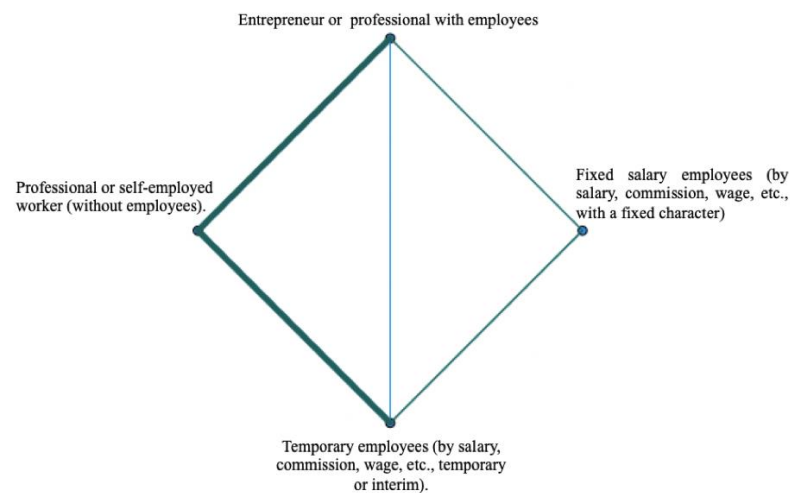 Entrepreneur or professional with employees
Professional or self-employed
worker (without employees).
Fixed salary employees (by
salary, commission, wage, etc.,
with a fixed character)
Temporary employees (by salary,
commission, wage, etc., temporary
or interim).